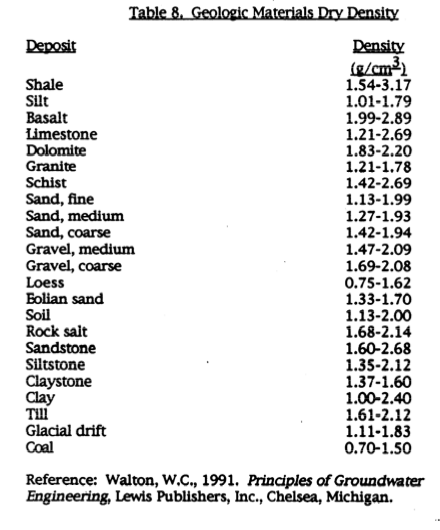 Table 8. Geologic Materials Dry Density
Deposit Density
(g/cm³)
Shale 1.54-3.17
Silt 1.01-1.79
Basalt 1.99-2.89
Limestone 1.21-2.69
Dolomite 1.83-2.20
Granite 1.21-1.78
Schist 1.42-2.69
Sand, fine 1.13-1.99
Sand, medium 1.27-1.93
Sand, coarse 1.42-1.94
Gravel, medium 1.47-2.09
Gravel, coarse 1.69-2.08
Loess 0.75-1.62
Eolian sand 1.33-1.70
Soil 1.13-2.00
Rock salt 1.68-2.14
Sandstone 1.60-2.68
Siltstone 1.35-2.12
Claystone 1.37-1.60
Clay 1.00-2.40
Till 1.61-2.12
Glacial drift 1.11-1.83
Coal 0.70-1.50
Reference: Walton, W.C., 1991. Principles of Groundwater
Engineering, Lewis Publishers, Inc., Chelsea, Michigan.